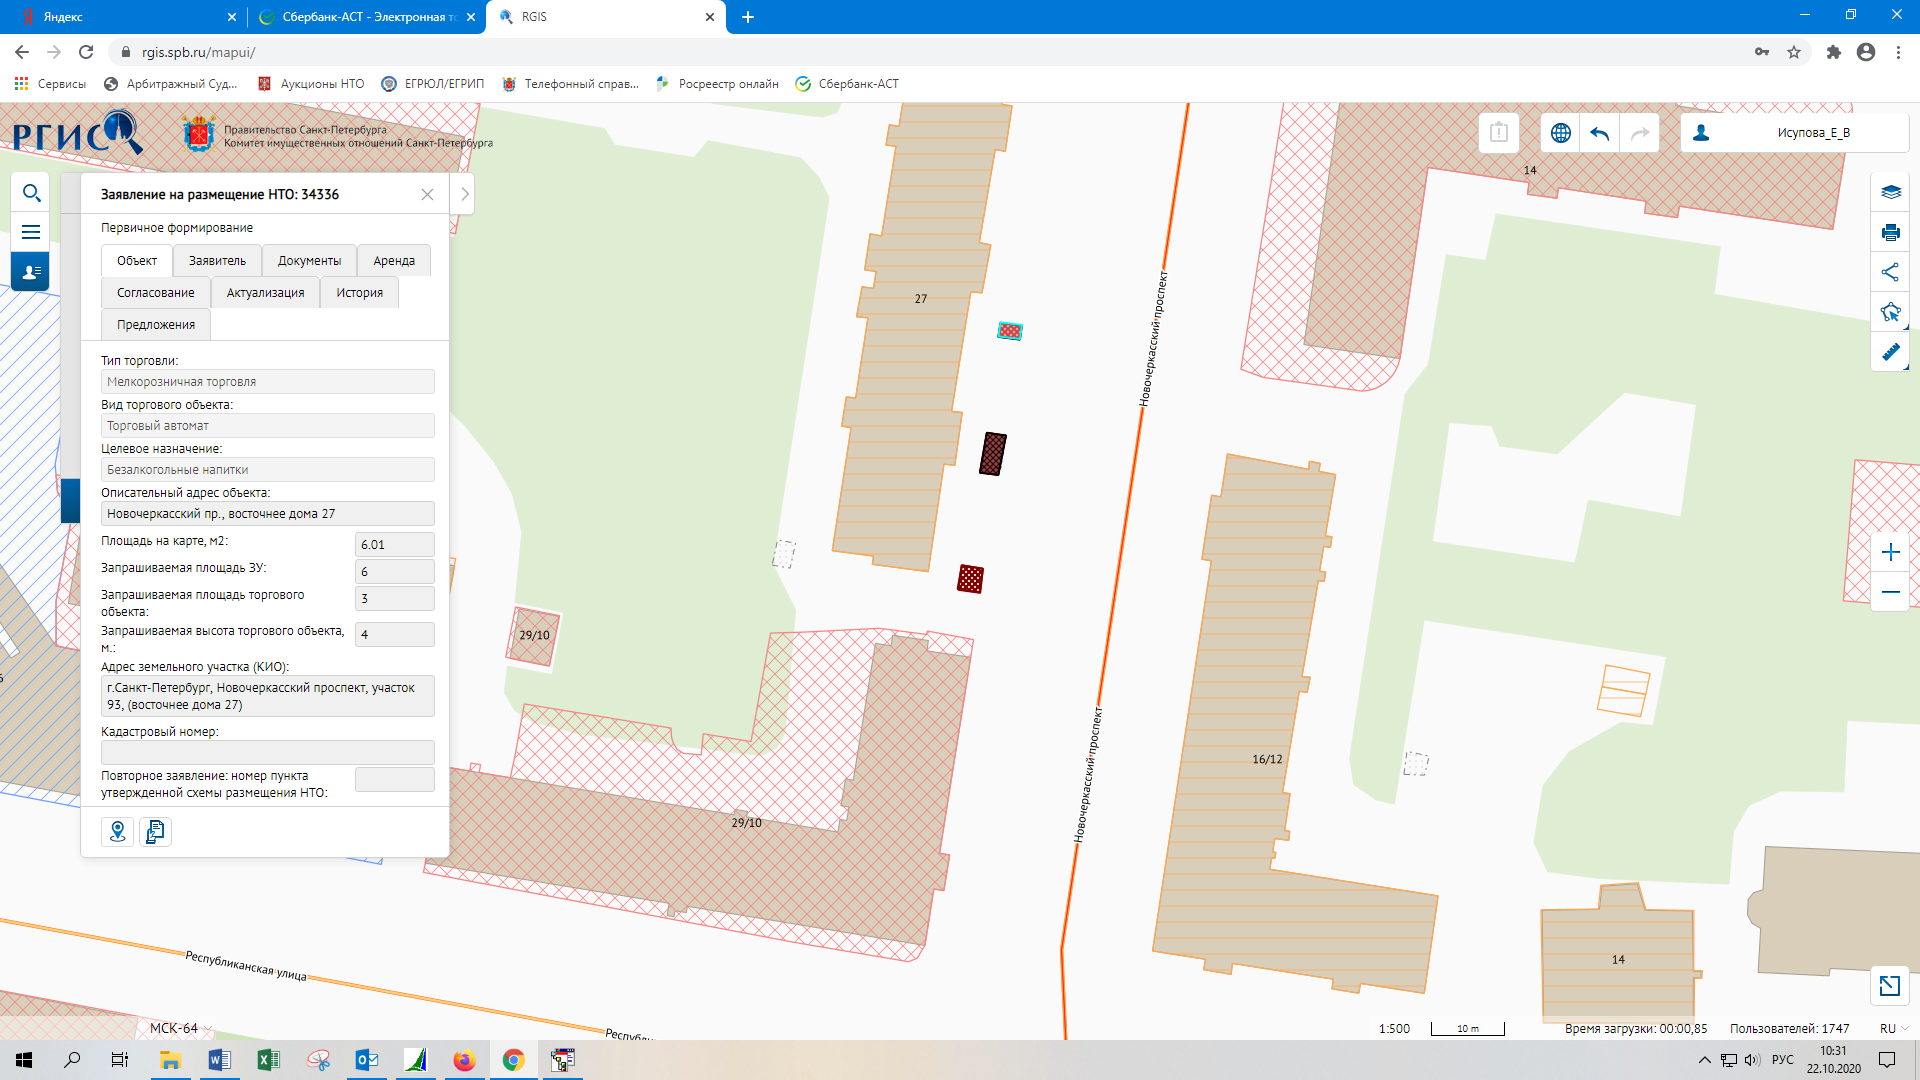 Яндекс
Сбербанк-АСТ - Электронная то
RGIS
rgis.spb.ru/mapui/
Сервисы
Арбитражный Суд...
Аукционы НТО
ЕГРЮЛ/ЕГРИП
Телефонный справ...
Росреестр онлайн
Сбербанк-АСТ
РГИС
Правительство Санкт-Петербурга
Комитет имущественных отношений Санкт-Петербурга
Исупова_Е_В
Заявление на размещение НТО: 34336
Первичное формирование
Объект
Заявитель
Документы
Аренда
Согласование
Актуализация
История
Предложения
Тип торговли:
Мелкорозничная торговля
Вид торгового объекта:
Торговый автомат
Целевое назначение:
Безалкогольные напитки
Описательный адрес объекта:
Новочеркасский пр., восточнее дома 27
Площадь на карте, м2:
6.01
Запрашиваемая площадь ЗУ:
6
Запрашиваемая площадь торгового
объекта:
3
Запрашиваемая высота торгового объекта,
м.:
4
Адрес земельного участка (КИО):
г.Санкт-Петербург, Новочеркасский проспект, участок
93, (восточнее дома 27)
Кадастровый номер:
Повторное заявление: номер пункта
утвержденной схемы размещения НТО:
14
27
Новочеркасский проспект
29/10
Новочеркасский проспект
16/12
29/10
14
Республиканская улица
Республ
МСК-64
1:500
10 m
Время загрузки: 00:00,85
Пользователей: 1747
RU
РУС
10:31
22.10.2020